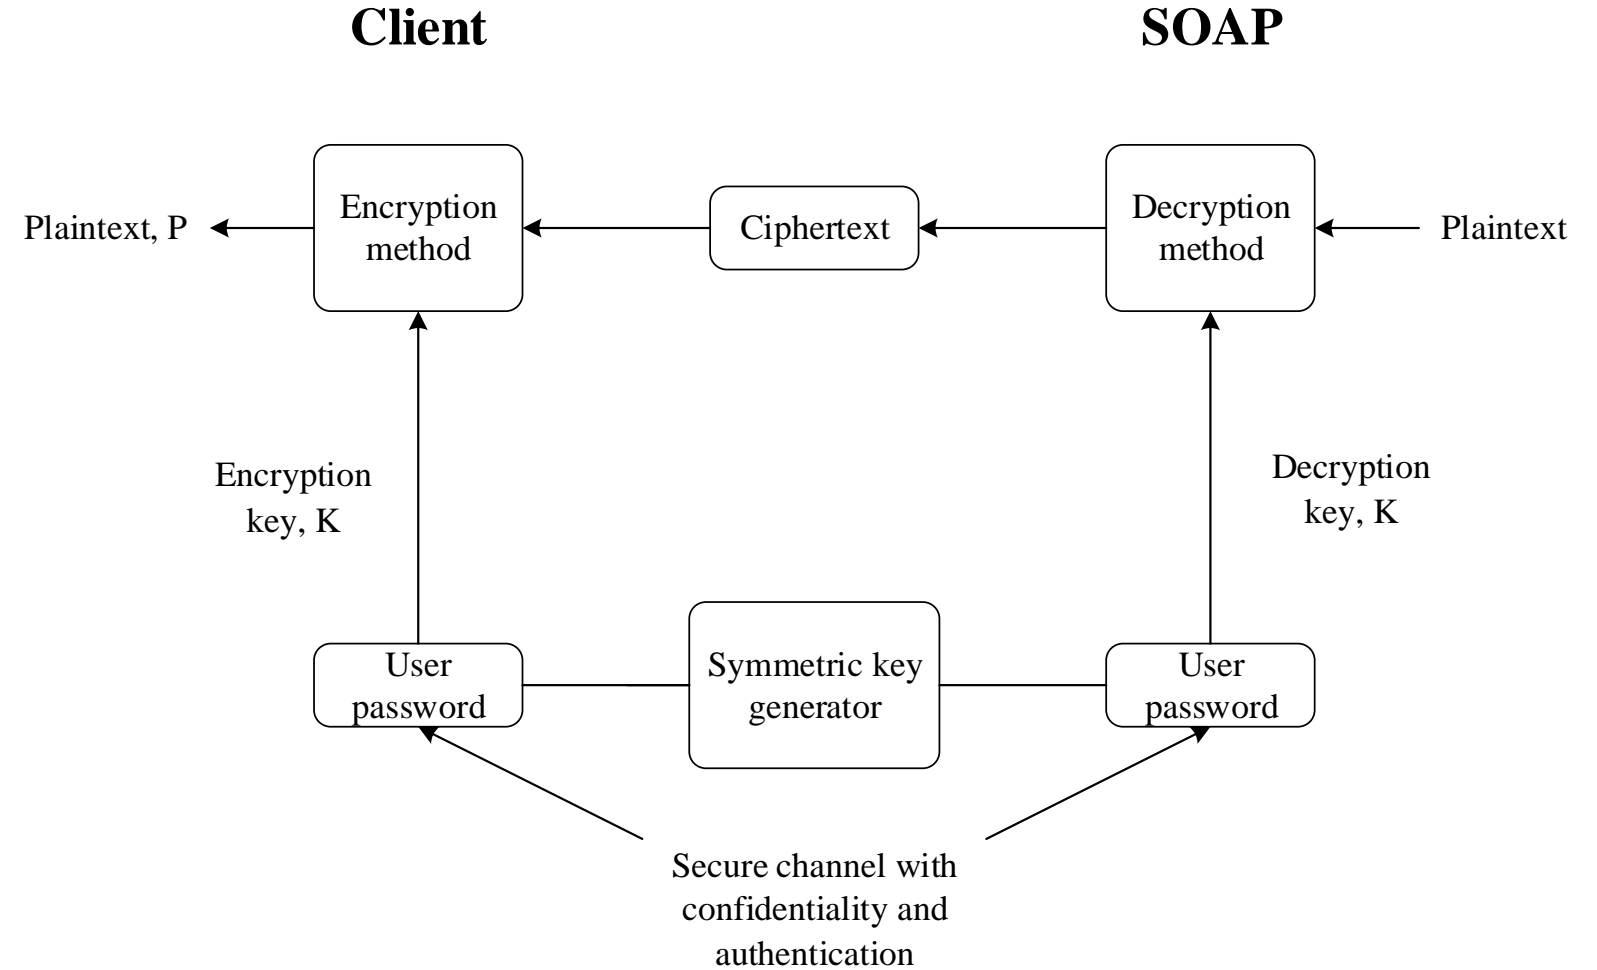 Client
SOAP
Plaintext, P
Encryption
method
Ciphertext
Decryption
method
Plaintext
Encryption
key, K
Decryption
key, K
User
password
Symmetric key
generator
User
password
Secure channel with
confidentiality and
authentication